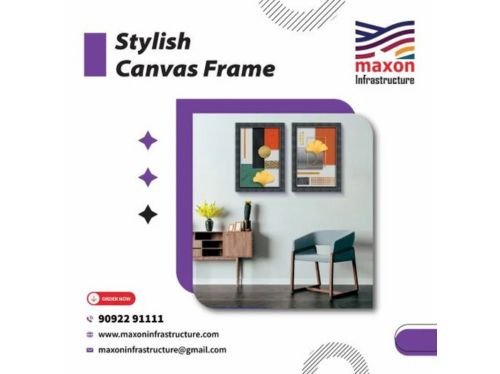 Stylish
Canvas Frame
maxon
Infrastructure
ORDER NOW
90922 91111
www.maxoninfrastructure.com
maxoninfrastructure@gmail.com